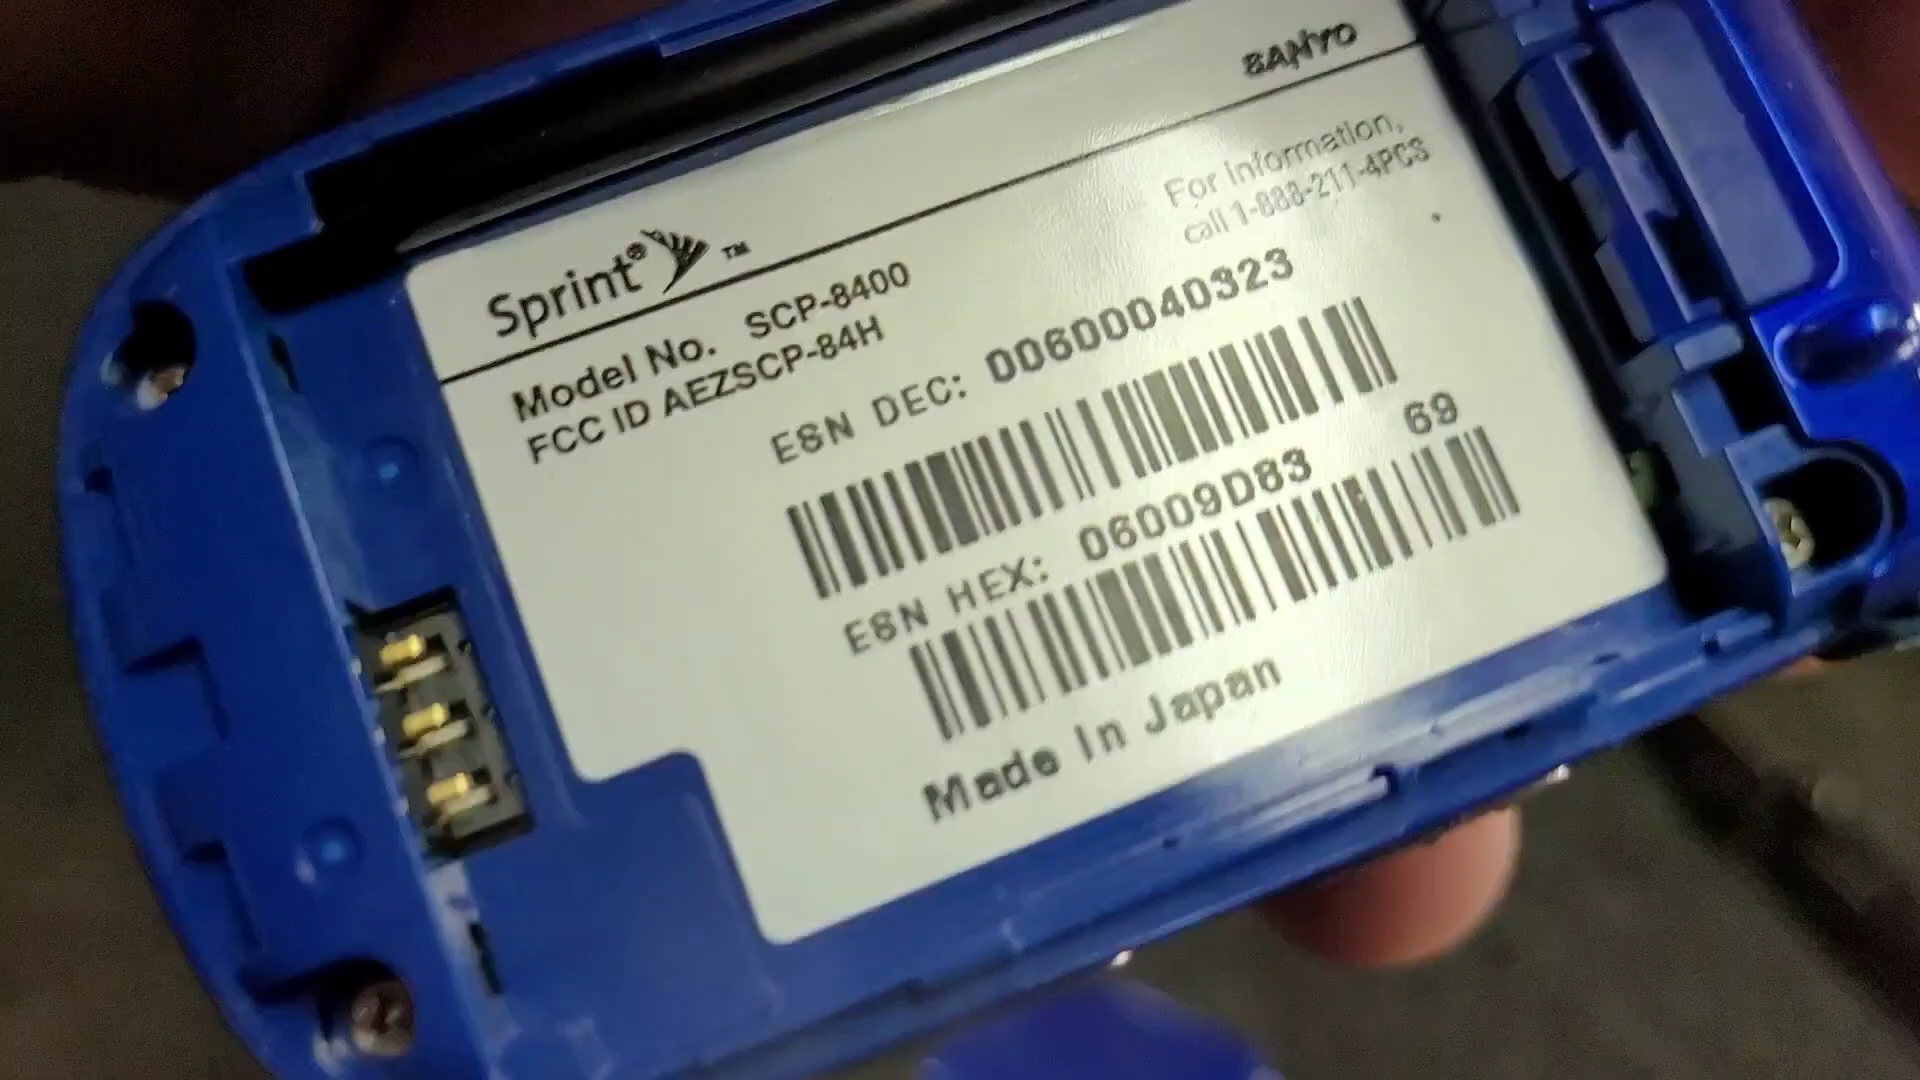 SANYO
Sprint® ™
For Information,
call 1-888-211-4PCS
Model No. SCP-8400
FCC ID AEZSCP-84H
ESN DEC: 00600040323
69
ESN HEX: 06009D83
Made In Japan